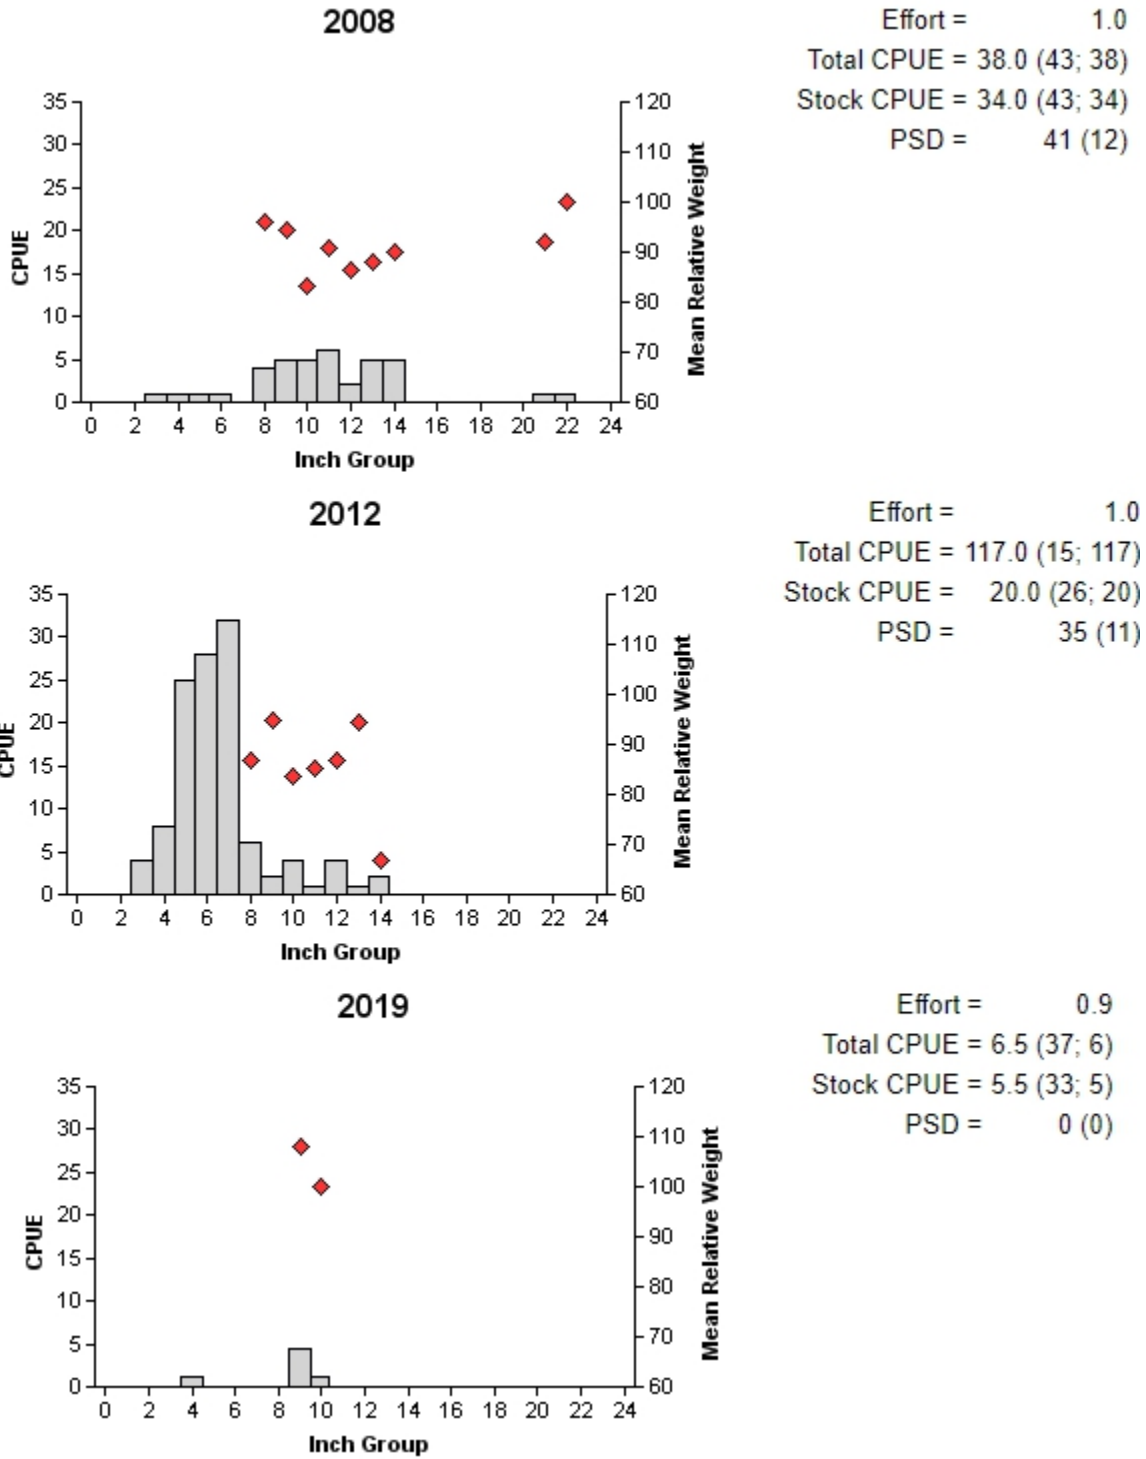 2008
Effort = 1.0
Total CPUE = 38.0 (43; 38)
Stock CPUE = 34.0 (43; 34)
PSD = 41 (12)
35
30
25
20
15
10
5
0
CPUE
120
110
100
90
80
70
60
Mean Relative Weight
0 2 4 6 8 10 12 14 16 18 20 22 24
Inch Group
2012
Effort = 1.0
Total CPUE = 117.0 (15; 117)
Stock CPUE = 20.0 (26; 20)
PSD = 35 (11)
35
30
25
20
15
10
5
0
CPUE
120
110
100
90
80
70
60
Mean Relative Weight
0 2 4 6 8 10 12 14 16 18 20 22 24
Inch Group
2019
Effort = 0.9
Total CPUE = 6.5 (37; 6)
Stock CPUE = 5.5 (33; 5)
PSD = 0 (0)
35
30
25
20
15
10
5
0
CPUE
120
110
100
90
80
70
60
Mean Relative Weight
0 2 4 6 8 10 12 14 16 18 20 22 24
Inch Group